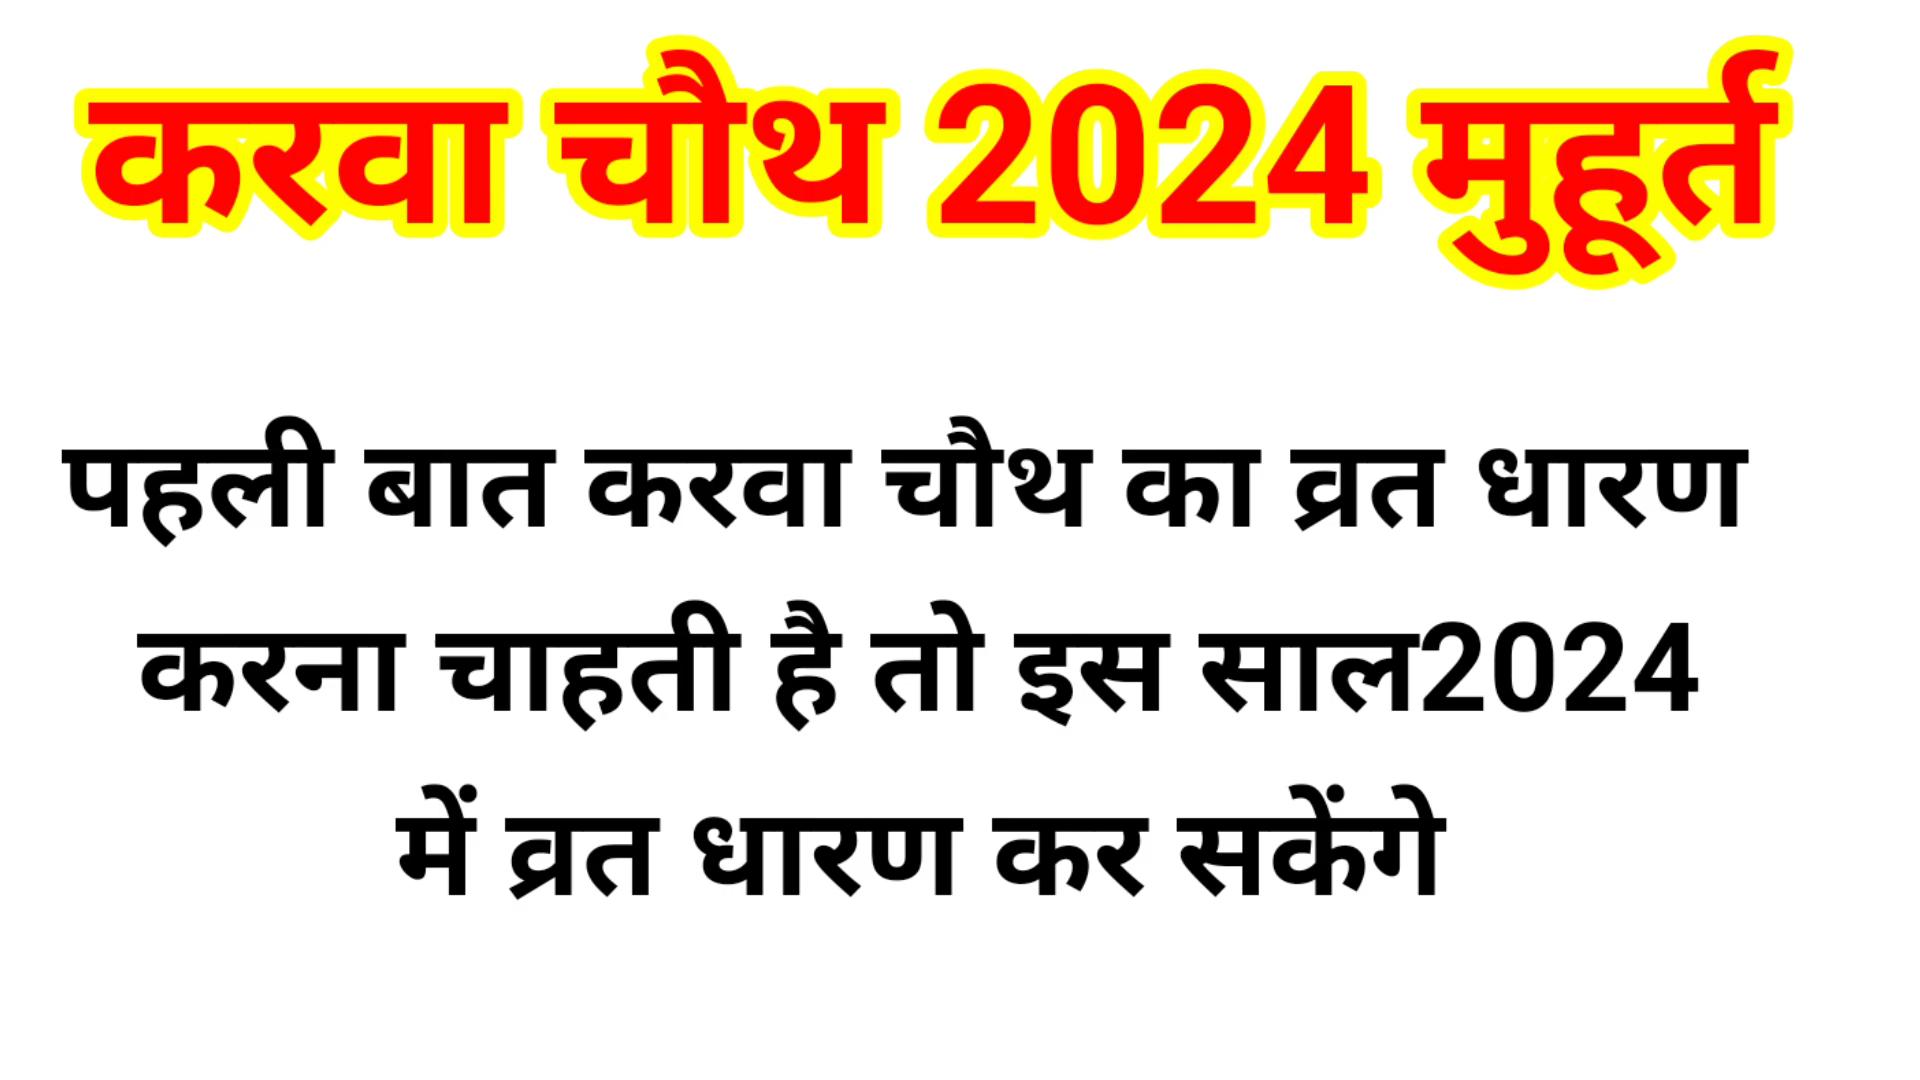 करवा चौथ 2024 मुहूर्त
पहली बात करवा चौथ का व्रत धारण
करना चाहती है तो इस साल2024
में व्रत धारण कर सकेंगे